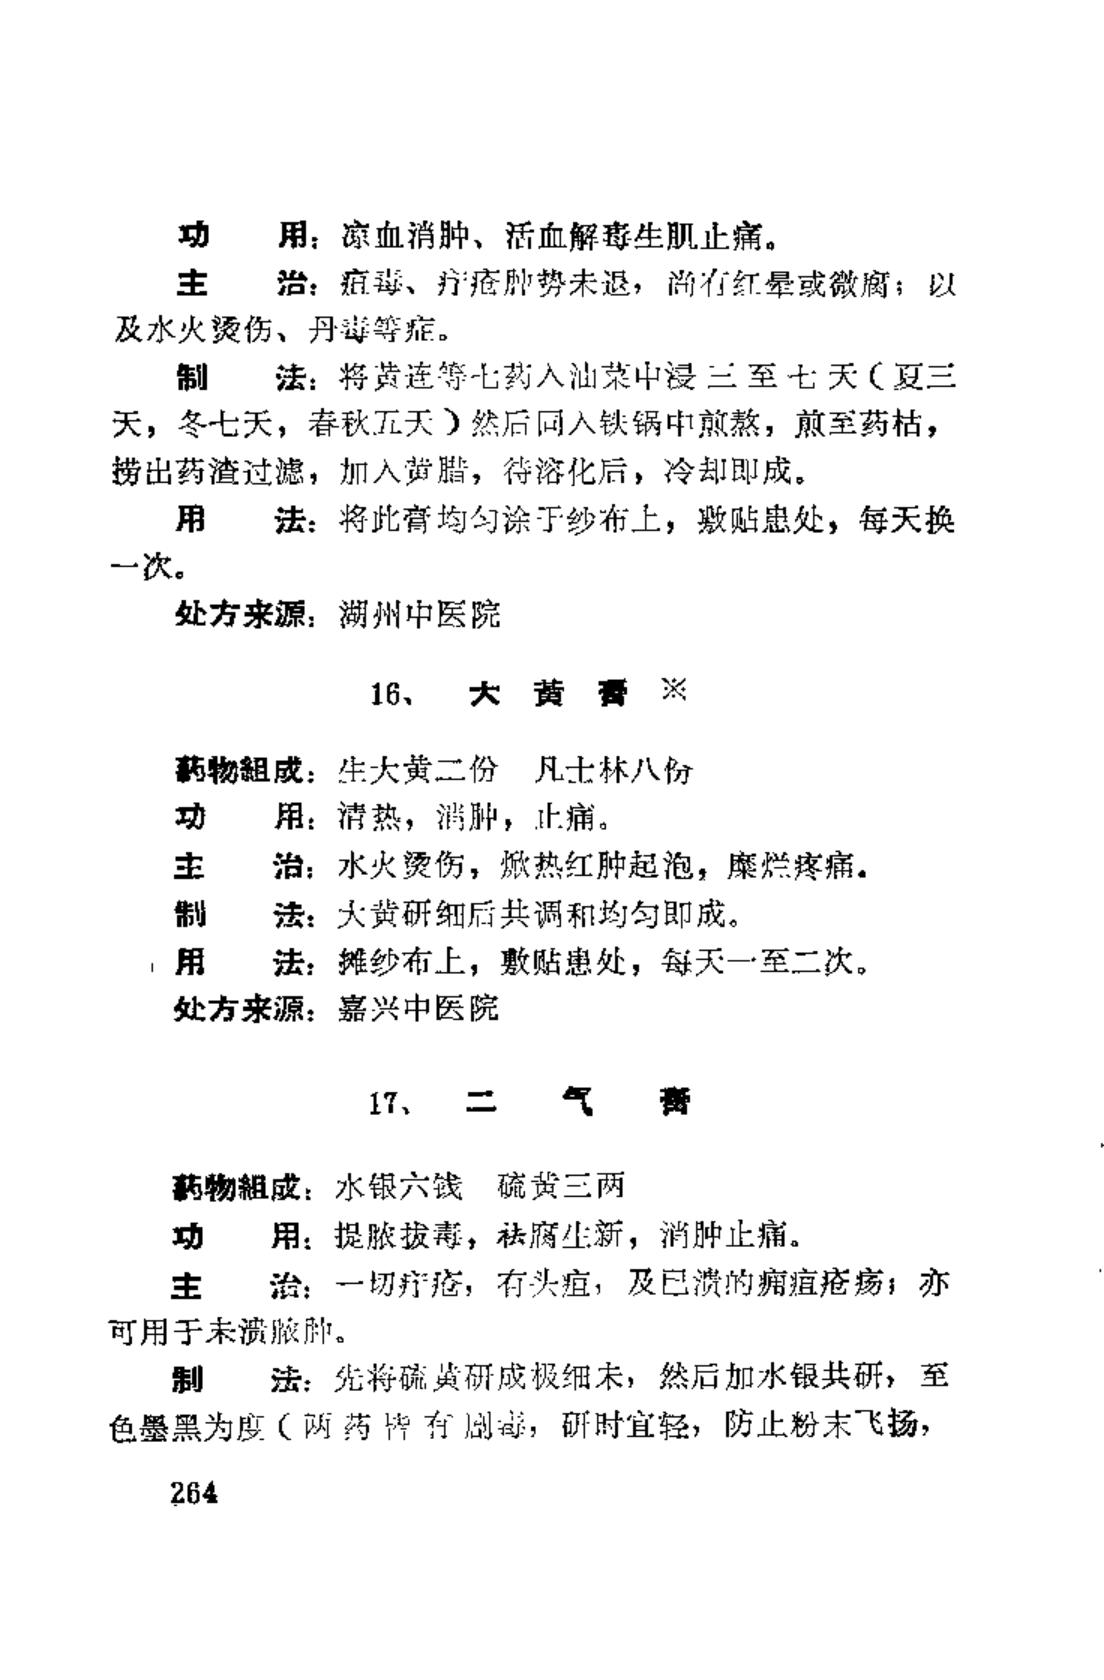 功　　用：凉血消肿、活血解毒生肌止痛。
主　　治：疽毒、疔疮肿势未退，尚有红晕或微腐；以
及水火烫伤、丹毒等症。
制　　法：将黄连等七药入油菜中浸三至七天（夏三
天，冬七天，春秋五天）然后同入铁锅中煎熬，煎至药枯，
捞出药渣过滤，加入黄腊，待溶化后，冷却即成。
用　　法：将此膏均匀涂于纱布上，敷贴患处，每天换
一次。
处方来源：湖州中医院
16、　大黄膏※
药物組成：生大黄二份　凡士林八份
功　　用：清热，消肿，止痛。
主　　治：水火烫伤，焮热红肿起泡，糜烂疼痛。
制　　法：大黄研细后共调和均匀即成。
用　　法：摊纱布上，敷贴患处，每天一至二次。
处方来源：嘉兴中医院
17、　二　气　膏
药物組成：水银六钱　硫黄三两
功　　用：提脓拔毒，祛腐生新，消肿止痛。
主　　治：一切疔疮，有头疽，及已溃的痈疽疮疡；亦
可用于未溃脓肿。
制　　法：先将硫黄研成极细末，然后加水银共研，至
色墨黑为度（两药皆有剧毒，研时宜轻，防止粉末飞扬，
264